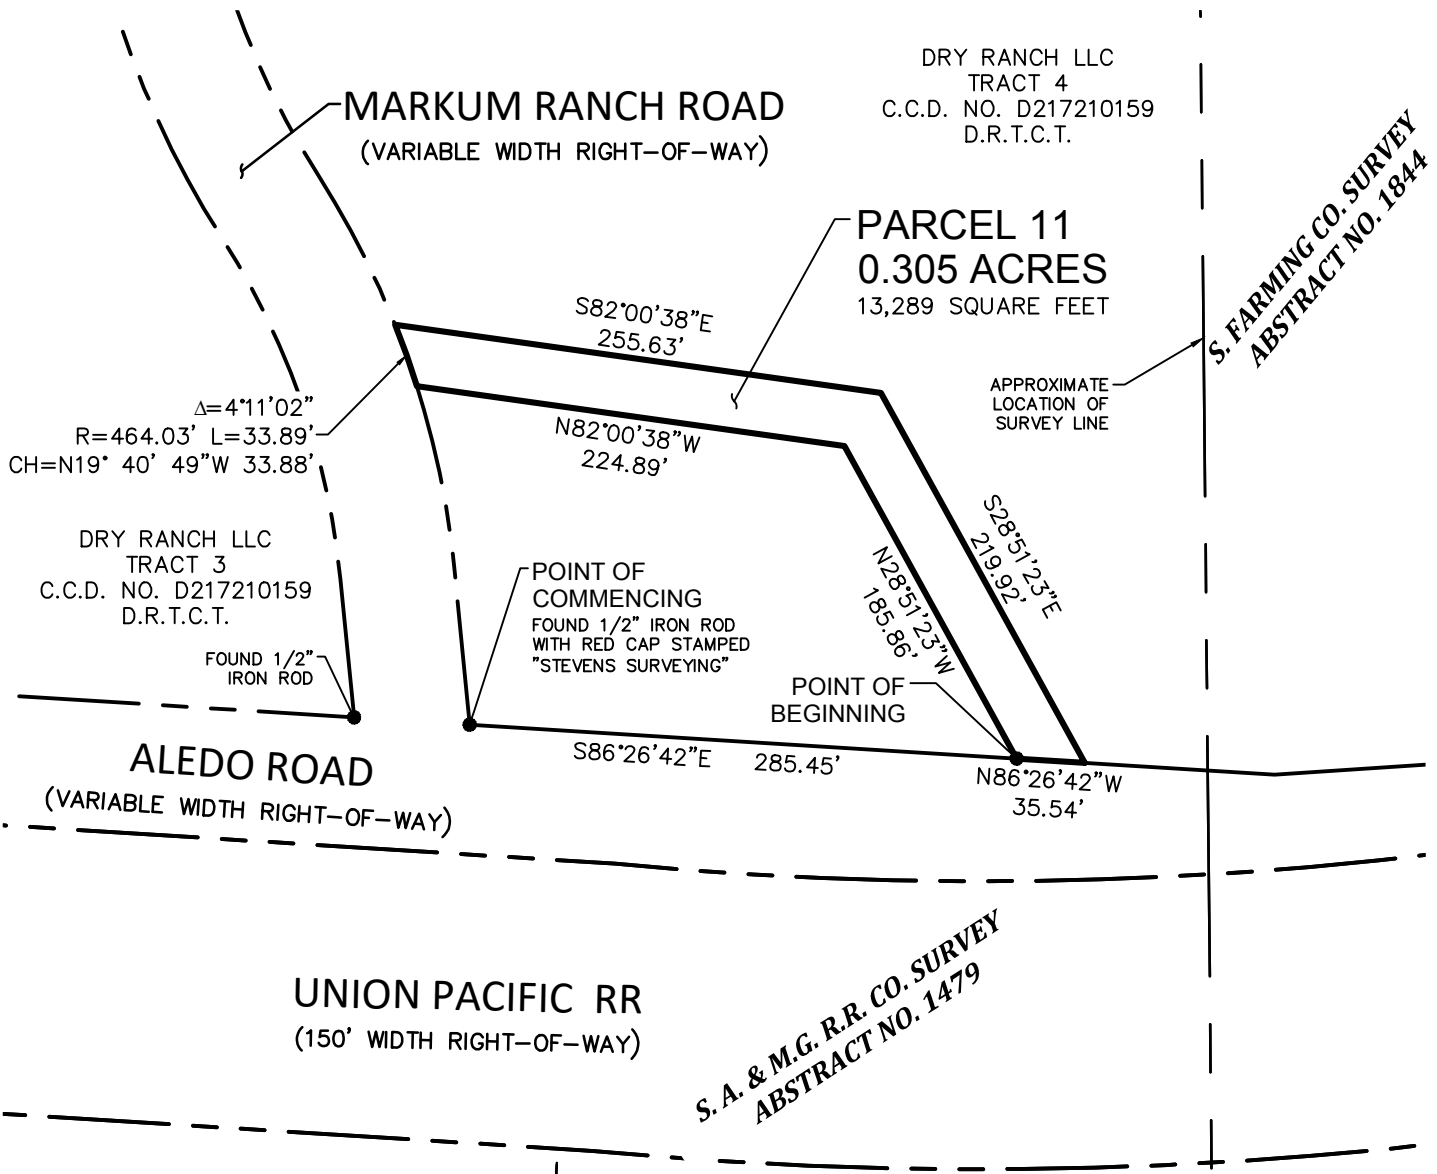 DRY RANCH LLC
TRACT 4
C.C.D. NO. D217210159
D.R.T.C.T.
MARKUM RANCH ROAD
(VARIABLE WIDTH RIGHT-OF-WAY)
S. FARMING CO. SURVEY
ABSTRACT NO. 1844
PARCEL 11
0.305 ACRES
13,289 SQUARE FEET
S82°00'38"E
255.63'
APPROXIMATE
LOCATION OF
SURVEY LINE
Δ=4°11'02"
R=464.03' L=33.89'
CH=N19° 40' 49"W 33.88'
N82°00'38"W
224.89'
S28°51'23"E
219.92'
N28°51'23"W
185.86'
DRY RANCH LLC
TRACT 3
C.C.D. NO. D217210159
D.R.T.C.T.
POINT OF
COMMENCING
FOUND 1/2" IRON ROD
WITH RED CAP STAMPED
"STEVENS SURVEYING"
FOUND 1/2"
IRON ROD
POINT OF
BEGINNING
S86°26'42"E 285.45'
N86°26'42"W
35.54'
ALEDO ROAD
(VARIABLE WIDTH RIGHT-OF-WAY)
UNION PACIFIC RR
(150' WIDTH RIGHT-OF-WAY)
S. A. & M.G. R.R. CO. SURVEY
ABSTRACT NO. 1479